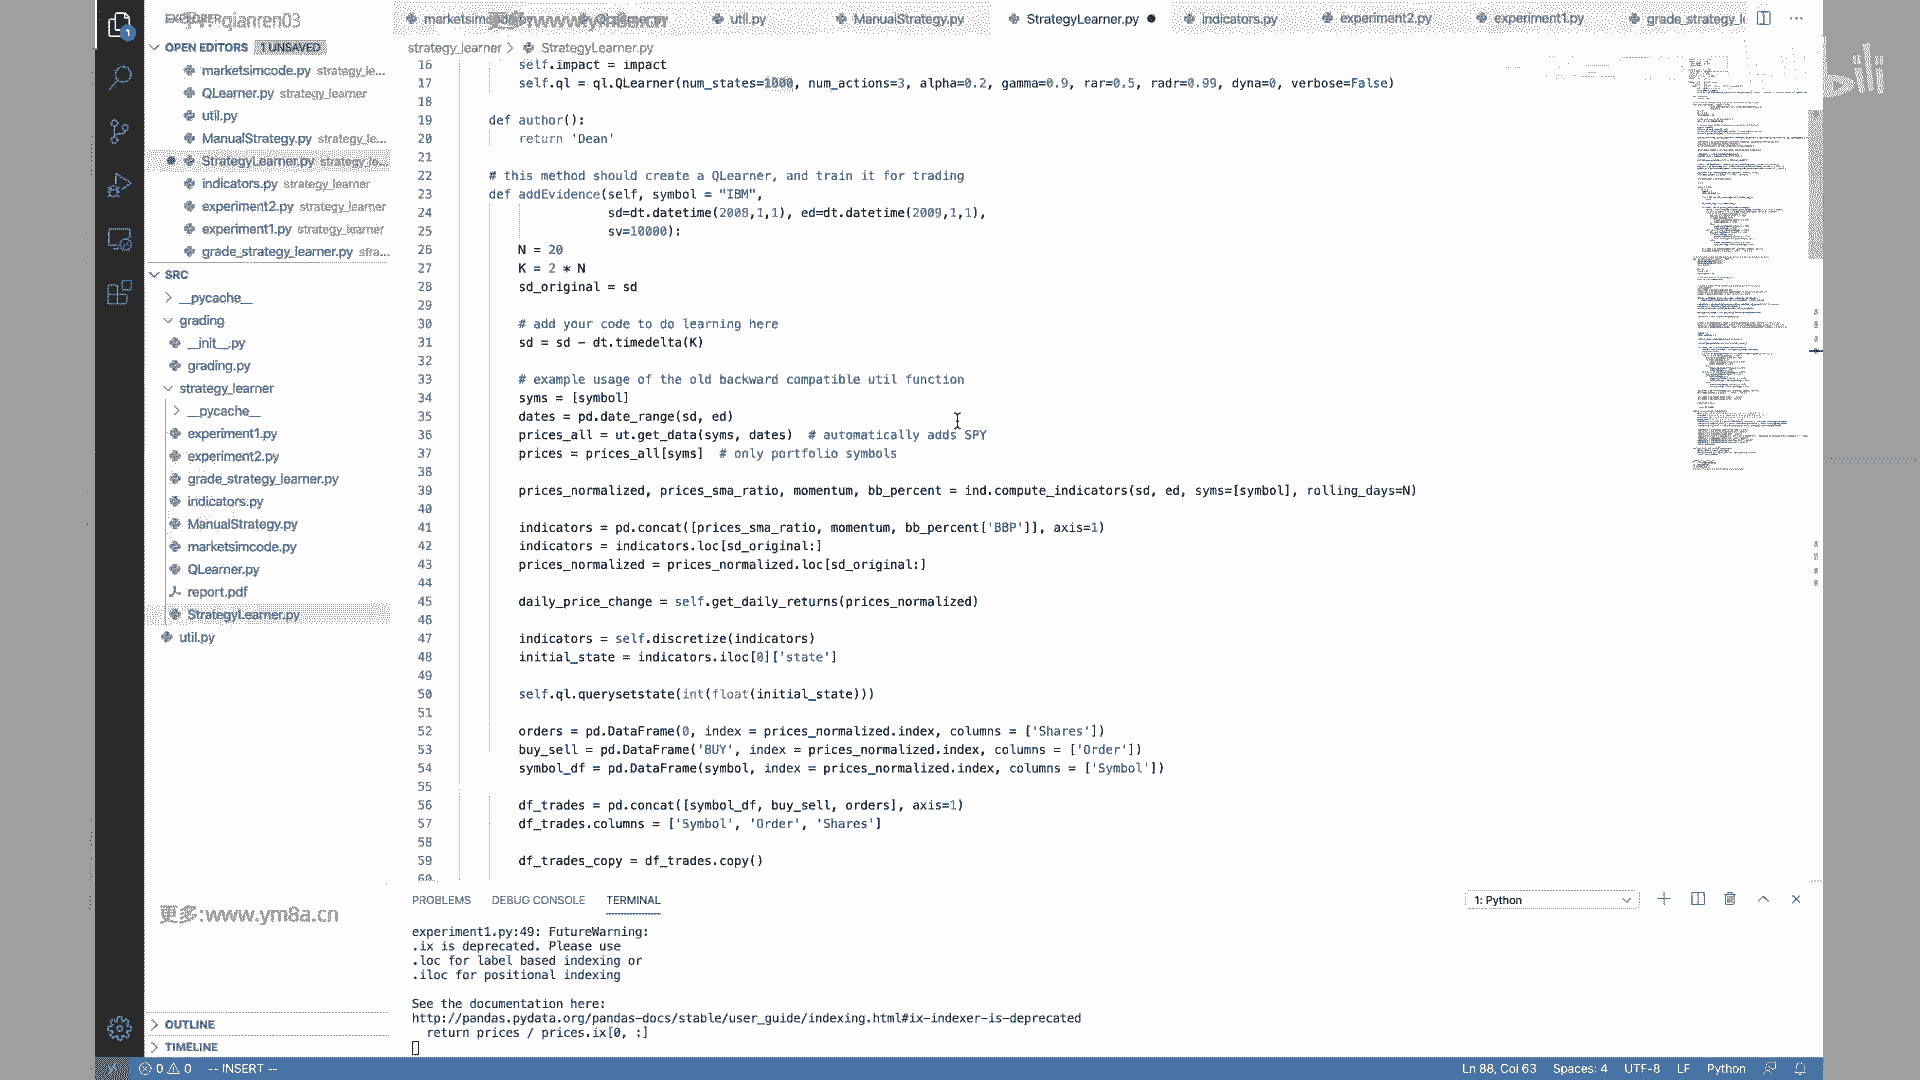 qianren03
OPEN EDITORS 1 UNSAVED
marketsimcode.py strategy_le...
QLearner.py strategy_learner
util.py
ManualStrategy.py strategy_le...
StrategyLearner.py strategy_le...
indicators.py strategy_learner
experiment2.py strategy_learner
experiment1.py strategy_learner
grade_strategy_learner.py stra...
SRC
__pycache__
grading
__init__.py
grading.py
strategy_learner
__pycache__
experiment1.py
experiment2.py
grade_strategy_learner.py
indicators.py
ManualStrategy.py
marketsimcode.py
QLearner.py
report.pdf
StrategyLearner.py
util.py
更多:www.ym8a.cn
OUTLINE
TIMELINE
util.py ManualStrategy.py StrategyLearner.py indicators.py experiment2.py experiment1.py grade_strategy_l
strategy_learner > StrategyLearner.py
16 self.impact = impact
17 self.ql = ql.QLearner(num_states=1000, num_actions=3, alpha=0.2, gamma=0.9, rar=0.5, radr=0.99, dyna=0, verbose=False)
18
19 def author():
20 return 'Dean'
21
22 # this method should create a QLearner, and train it for trading
23 def addEvidence(self, symbol = "IBM",
24 sd=dt.datetime(2008,1,1), ed=dt.datetime(2009,1,1),
25 sv=10000):
26 N = 20
27 K = 2 * N
28 sd_original = sd
29
30 # add your code to do learning here
31 sd = sd - dt.timedelta(K)
32
33 # example usage of the old backward compatible util function
34 syms = [symbol]
35 dates = pd.date_range(sd, ed)
36 prices_all = ut.get_data(syms, dates) # automatically adds SPY
37 prices = prices_all[syms] # only portfolio symbols
38
39 prices_normalized, prices_sma_ratio, momentum, bb_percent = ind.compute_indicators(sd, ed, syms=[symbol], rolling_days=N)
40
41 indicators = pd.concat([prices_sma_ratio, momentum, bb_percent['BBP']], axis=1)
42 indicators = indicators.loc[sd_original:]
43 prices_normalized = prices_normalized.loc[sd_original:]
44
45 daily_price_change = self.get_daily_returns(prices_normalized)
46
47 indicators = self.discretize(indicators)
48 initial_state = indicators.iloc[0]['state']
49
50 self.ql.querysetstate(int(float(initial_state)))
51
52 orders = pd.DataFrame(0, index = prices_normalized.index, columns = ['Shares'])
53 buy_sell = pd.DataFrame('BUY', index = prices_normalized.index, columns = ['Order'])
54 symbol_df = pd.DataFrame(symbol, index = prices_normalized.index, columns = ['Symbol'])
55
56 df_trades = pd.concat([symbol_df, buy_sell, orders], axis=1)
57 df_trades.columns = ['Symbol', 'Order', 'Shares']
58
59 df_trades_copy = df_trades.copy()
60
PROBLEMS DEBUG CONSOLE TERMINAL 1: Python
experiment1.py:49: FutureWarning:
.ix is deprecated. Please use
.loc for label based indexing or
.iloc for positional indexing
See the documentation here:
http://pandas.pydata.org/pandas-docs/stable/user_guide/indexing.html#ix-indexer-is-deprecated
return prices / prices.ix[0, :]
0 0 -- INSERT -- Ln 88, Col 63 Spaces: 4 UTF-8 LF Python